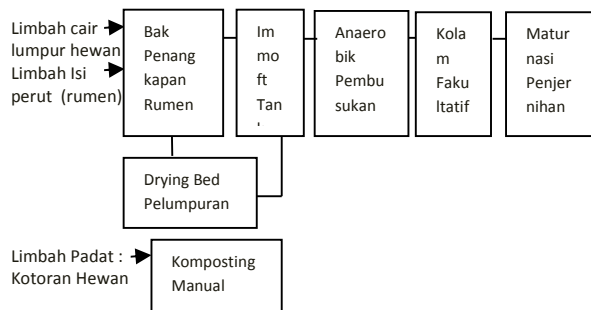 Limbah cair
lumpur hewan
Limbah Isi
perut (rumen)
Bak
Penang
kapan
Rumen
Im
mo
ft
Tan
Anaero
bik
Pembu
sukan
Kola
m
Faku
ltatif
Matur
nasi
Penjer
nihan
Drying Bed
Pelumpuran
Limbah Padat :
Kotoran Hewan
Komposting
Manual